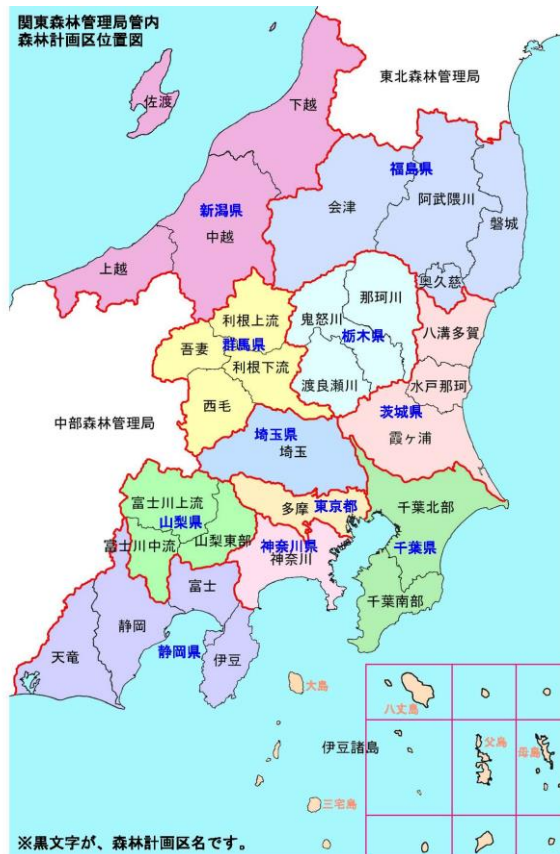 関東森林管理局管内
森林計画区位置図
東北森林管理局
佐渡
下越
福島県
会津
阿武隈川
磐城
新潟県
中越
上越
奥久慈
那珂川
利根上流
鬼怒川
八溝多賀
栃木県
吾妻
群馬県
利根下流
渡良瀬川
水戸那珂
西毛
茨城県
中部森林管理局
埼玉県
埼玉
霞ヶ浦
富士川上流
多摩
東京都
千葉北部
山梨県
富士川中流
山梨東部
神奈川県
神奈川
千葉県
富士
千葉南部
静岡
天竜
静岡県
伊豆
大島
八丈島
伊豆諸島
父島
母島
三宅島
※黒文字が、森林計画区名です。